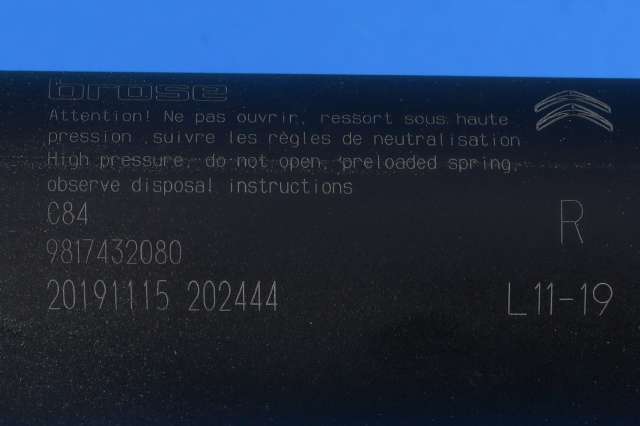 brose
Attention! Ne pas ouvrir, ressort sous haute
pression, suivre les règles de neutralisation
High pressure, do not open, preloaded spring,
observe disposal instructions
C84
R
9817432080
20191115 202444
L11-19